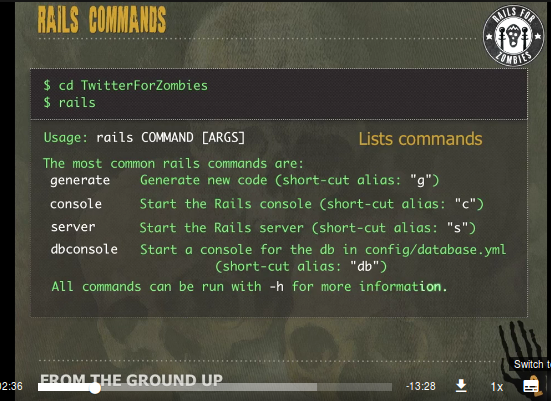 RAILS COMMANDS
RAILS FOR
ZOMBIES
$ cd TwitterForZombies
$ rails
Usage: rails COMMAND [ARGS]
Lists commands
The most common rails commands are:
generate Generate new code (short-cut alias: "g")
console Start the Rails console (short-cut alias: "c")
server Start the Rails server (short-cut alias: "s")
dbconsole Start a console for the db in config/database.yml
(short-cut alias: "db")
All commands can be run with -h for more information.
Switch t
2:36
FROM THE GROUND UP
-13:28
1x